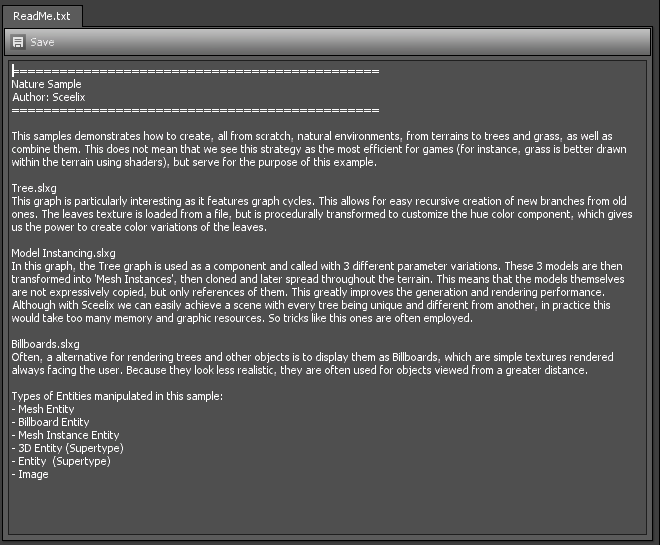 ReadMe.txt
Save
===============================================
Nature Sample
Author: Sceelix
===============================================
This samples demonstrates how to create, all from scratch, natural environments, from terrains to trees and grass, as well as
combine them. This does not mean that we see this strategy as the most efficient for games (for instance, grass is better drawn
within the terrain using shaders), but serve for the purpose of this example.
Tree.slxg
This graph is particularly interesting as it features graph cycles. This allows for easy recursive creation of new branches from old
ones. The leaves texture is loaded from a file, but is procedurally transformed to customize the hue color component, which gives
us the power to create color variations of the leaves.
Model Instancing.slxg
In this graph, the Tree graph is used as a component and called with 3 different parameter variations. These 3 models are then
transformed into 'Mesh Instances', then cloned and later spread throughout the terrain. This means that the models themselves
are not expressively copied, but only references of them. This greatly improves the generation and rendering performance.
Although with Sceelix we can easily achieve a scene with every tree being unique and different from another, in practice this
would take too many memory and graphic resources. So tricks like this ones are often employed.
Billboards.slxg
Often, a alternative for rendering trees and other objects is to display them as Billboards, which are simple textures rendered
always facing the user. Because they look less realistic, they are often used for objects viewed from a greater distance.
Types of Entities manipulated in this sample:
- Mesh Entity
- Billboard Entity
- Mesh Instance Entity
- 3D Entity (Supertype)
- Entity  (Supertype)
- Image